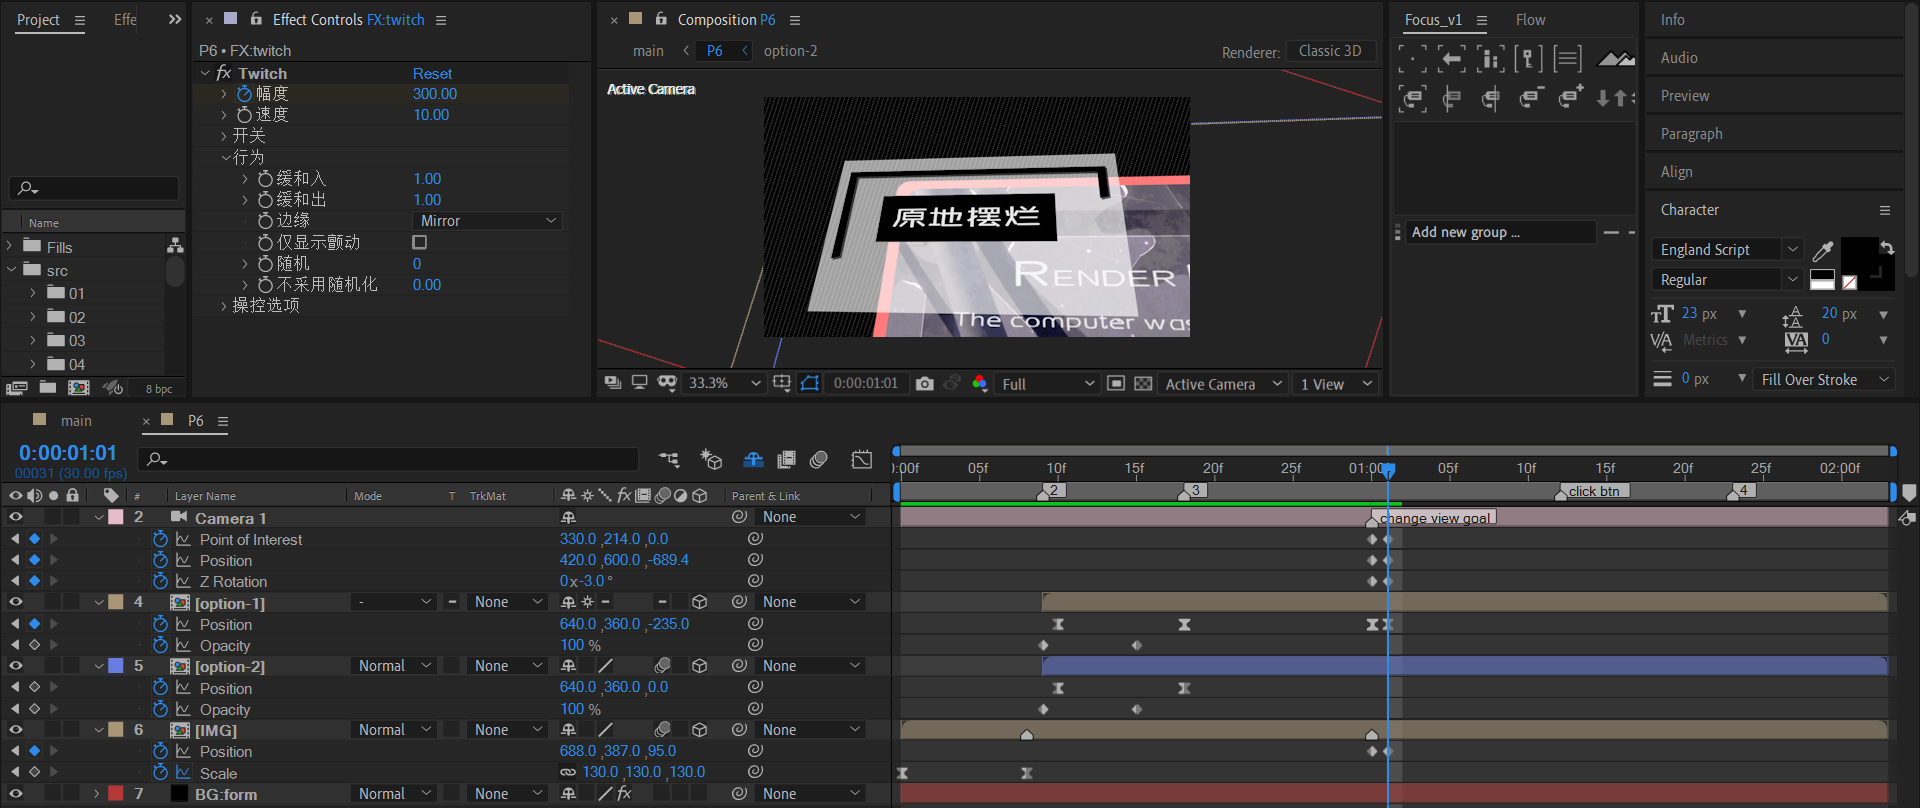 Project
Effe
Effect Controls FX:twitch
P6 • FX:twitch
Twitch
Reset
幅度
300.00
速度
10.00
开关
行为
缓和入
1.00
缓和出
1.00
边缘
Mirror
仅显示颤动
随机
0
不采用随机化
0.00
操控选项
Name
Fills
src
01
02
03
04
8 bpc
Composition P6
main
P6
option-2
Renderer:
Classic 3D
Active Camera
原地摆烂
RENDER
The computer was
33.3%
0:00:01:01
Full
Active Camera
1 View
Focus_v1
Flow
Add new group ...
Info
Audio
Preview
Paragraph
Align
Character
England Script
Regular
23 px
20 px
Metrics
0
0 px
Fill Over Stroke
main
P6
0:00:01:01
00031 (30.00 fps)
# Layer Name Mode T TrkMat Parent & Link
:00f 05f 10f 15f 20f 25f 01:00f 05f 10f 15f 20f 25f 02:00f
2 3 click btn 4
2 Camera 1 None
change view goal
Point of Interest 330.0 ,214.0 ,0.0
Position 420.0 ,600.0 ,-689.4
Z Rotation 0x-3.0 °
4 [option-1] - None None
Position 640.0 ,360.0 ,-235.0
Opacity 100 %
5 [option-2] Normal None None
Position 640.0 ,360.0 ,0.0
Opacity 100 %
6 [IMG] Normal None None
Position 688.0 ,387.0 ,95.0
Scale 130.0 ,130.0 ,130.0
7 BG:form Normal None None